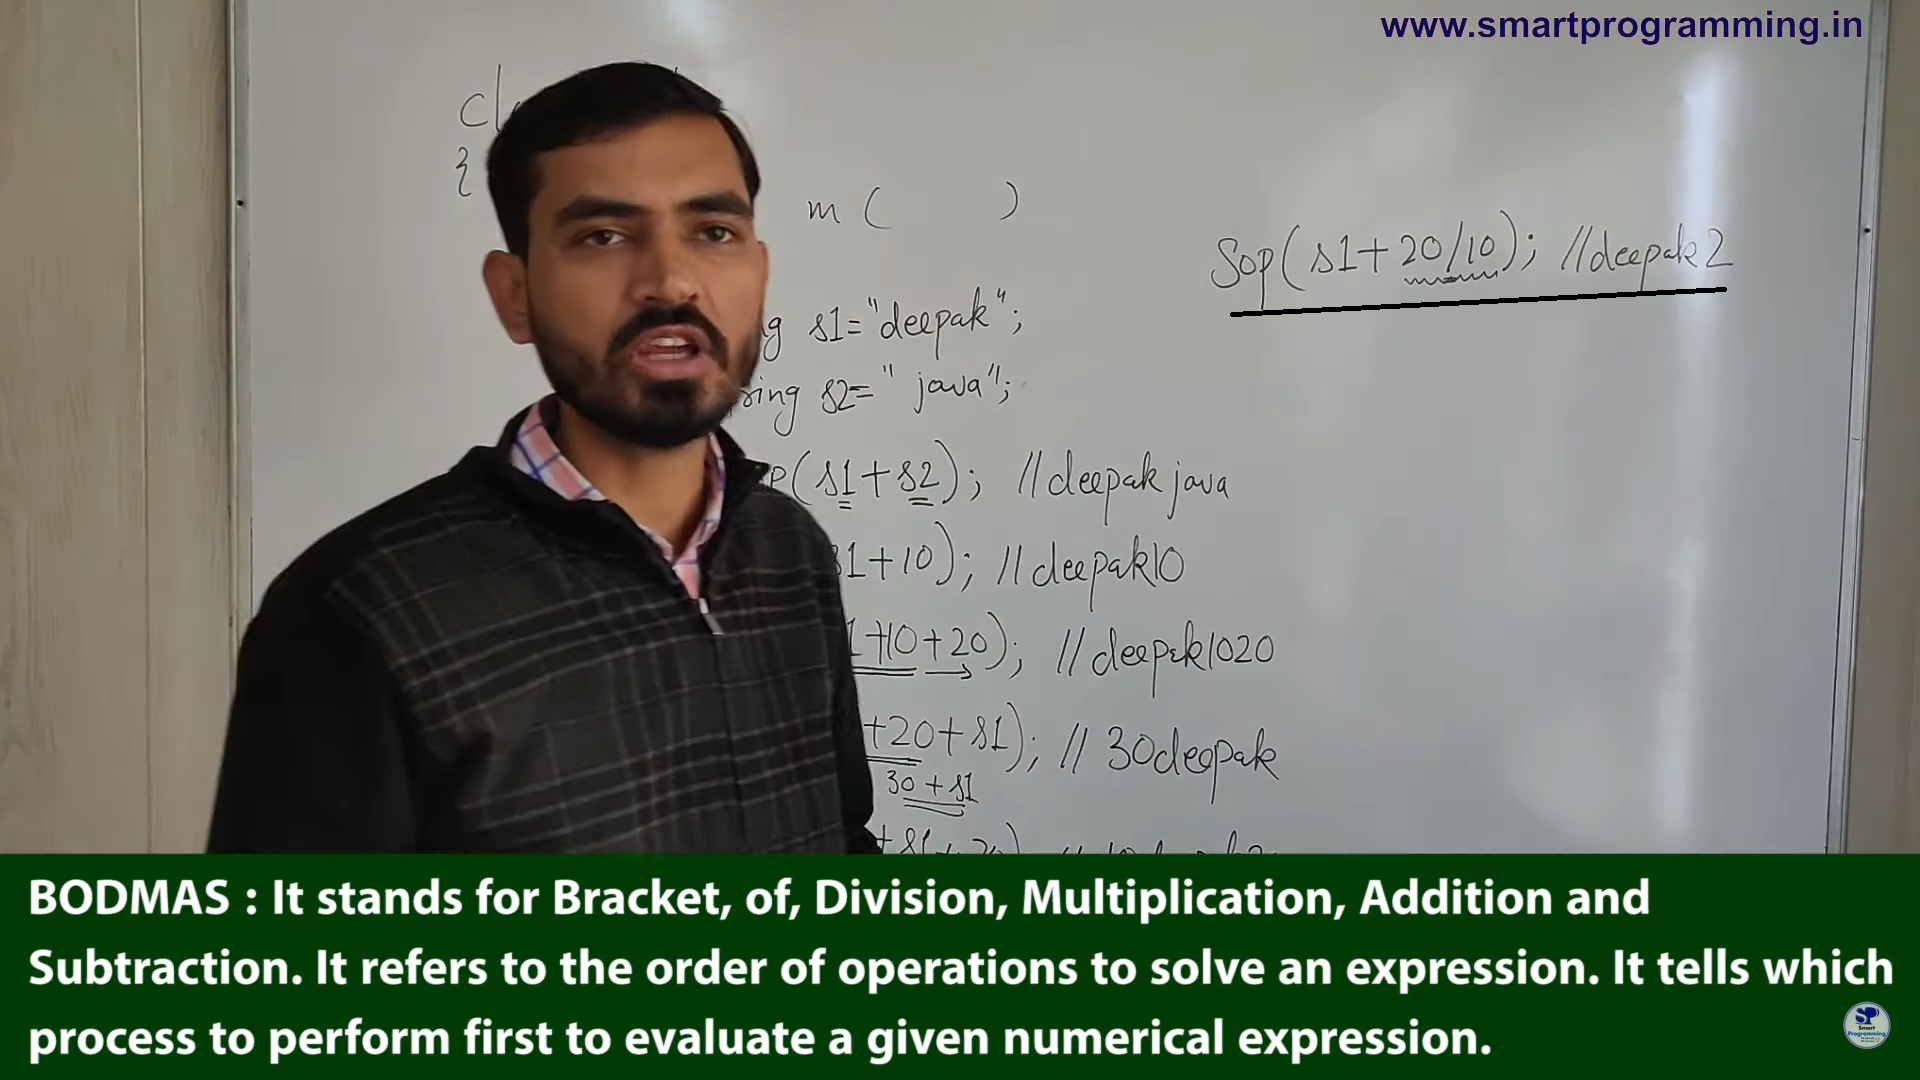 www.smartprogramming.in
{
m ( )
Sop(s1+20/10); //deepak2
s1="deepak";
s2=" java";
(s1+s2); //deepak java
1+10); //deepak10
+10+20); //deepak1020
+20+s1); // 30deepak
30+s1
BODMAS : It stands for Bracket, of, Division, Multiplication, Addition and
Subtraction. It refers to the order of operations to solve an expression. It tells which
process to perform first to evaluate a given numerical expression.
SP
Smart
Programming